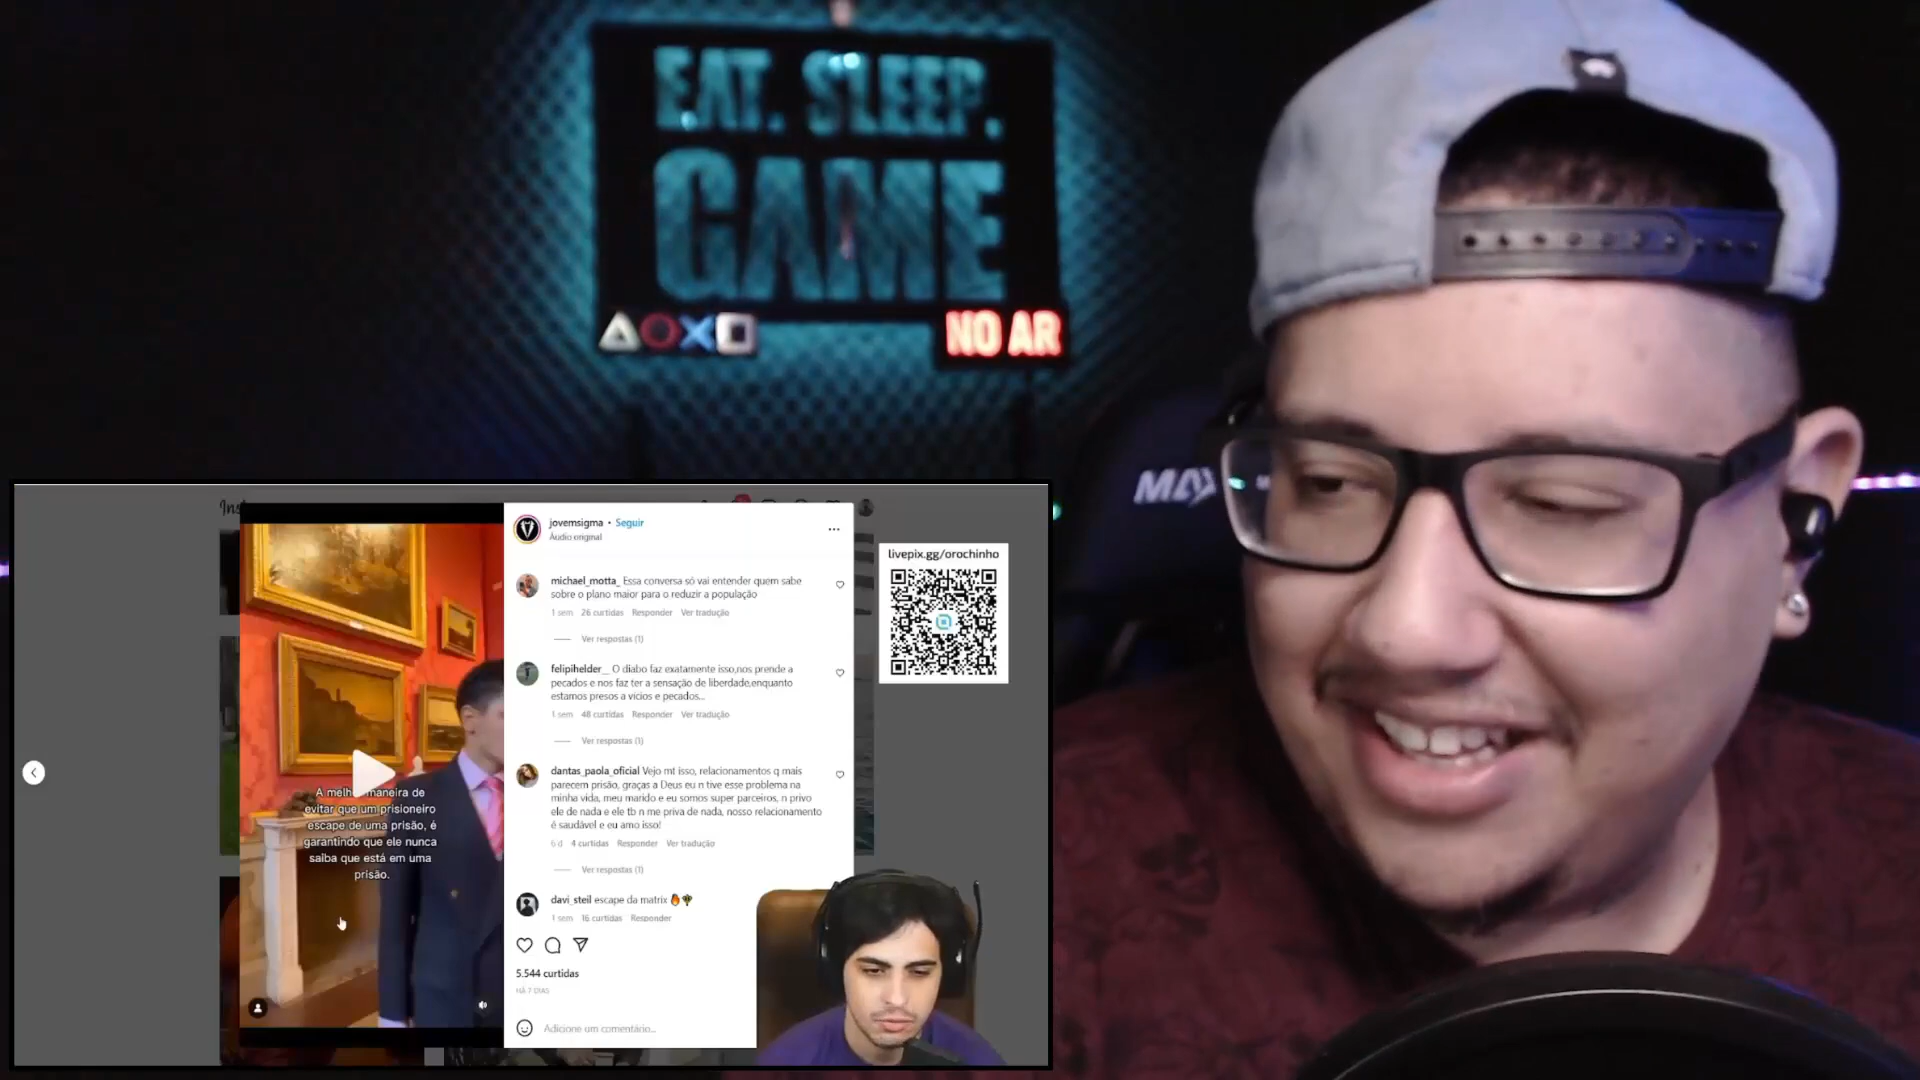 EAT. SLEEP.
GAME
NO AR
MAX
Ins
jovemsigma • Seguir
Áudio original
livepix.gg/orochinho
michael_motta_ Essa conversa só vai entender quem sabe
sobre o plano maior para o reduzir a população
1 sem 26 curtidas Responder Ver tradução
Ver respostas (1)
felipihelder__ O diabo faz exatamente isso,nos prende a
pecados e nos faz ter a sensação de liberdade,enquanto
estamos presos a vícios e pecados...
1 sem 48 curtidas Responder Ver tradução
Ver respostas (1)
dantas_paola_oficial Vejo mt isso, relacionamentos q mais
parecem prisão, graças a Deus eu n tive esse problema na
minha vida, meu marido e eu somos super parceiros, n privo
ele de nada e ele tb n me priva de nada, nosso relacionamento
é saudável e eu amo isso!
6 d 4 curtidas Responder Ver tradução
Ver respostas (1)
davi_steil escape da matrix 🔥
1 sem 16 curtidas Responder
5.544 curtidas
HÁ 7 DIAS
Adicione um comentário...
A melh maneira de
evitar que um prisioneiro
escape de uma prisão, é
garantindo que ele nunca
saiba que está em uma
prisão.